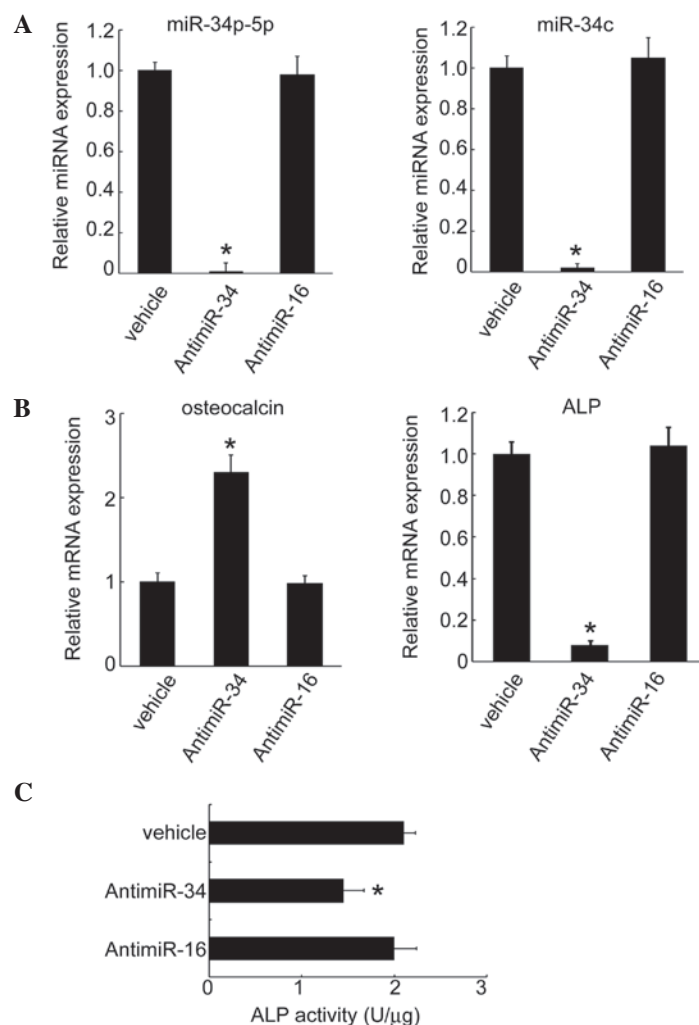 A
miR-34p-5p
Relative miRNA expression
1.2
1.0
0.8
0.6
0.4
0.2
0
*
vehicle
AntimiR-34
AntimiR-16
miR-34c
Relative miRNA expression
1.2
1.0
0.8
0.6
0.4
0.2
0
*
vehicle
AntimiR-34
AntimiR-16
B
osteocalcin
Relative mRNA expression
3
2
1
0
*
vehicle
AntimiR-34
AntimiR-16
ALP
Relative mRNA expression
1.2
1.0
0.8
0.6
0.4
0.2
0
*
vehicle
AntimiR-34
AntimiR-16
C
vehicle
AntimiR-34 *
AntimiR-16
0 1 2 3
ALP activity (U/μg)